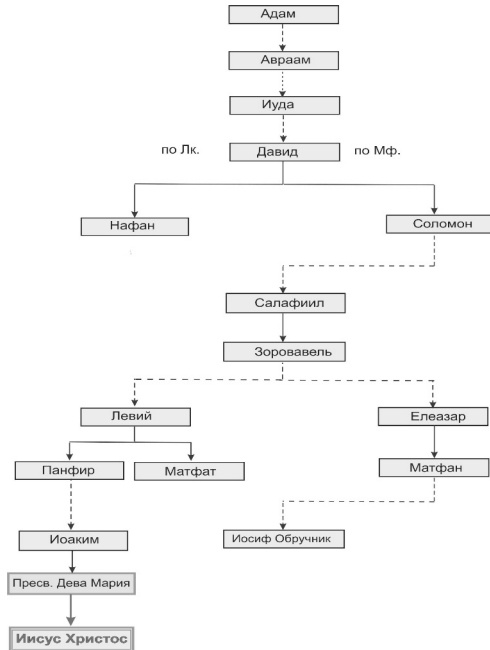 Адам
Авраам
Иуда
по Лк.
Давид
по Мф.
Нафан
Соломон
Салафиил
Зоровавель
Левий
Елеазар
Панфир
Матфат
Матфан
Иоаким
Иосиф Обручник
Пресв. Дева Мария
Иисус Христос